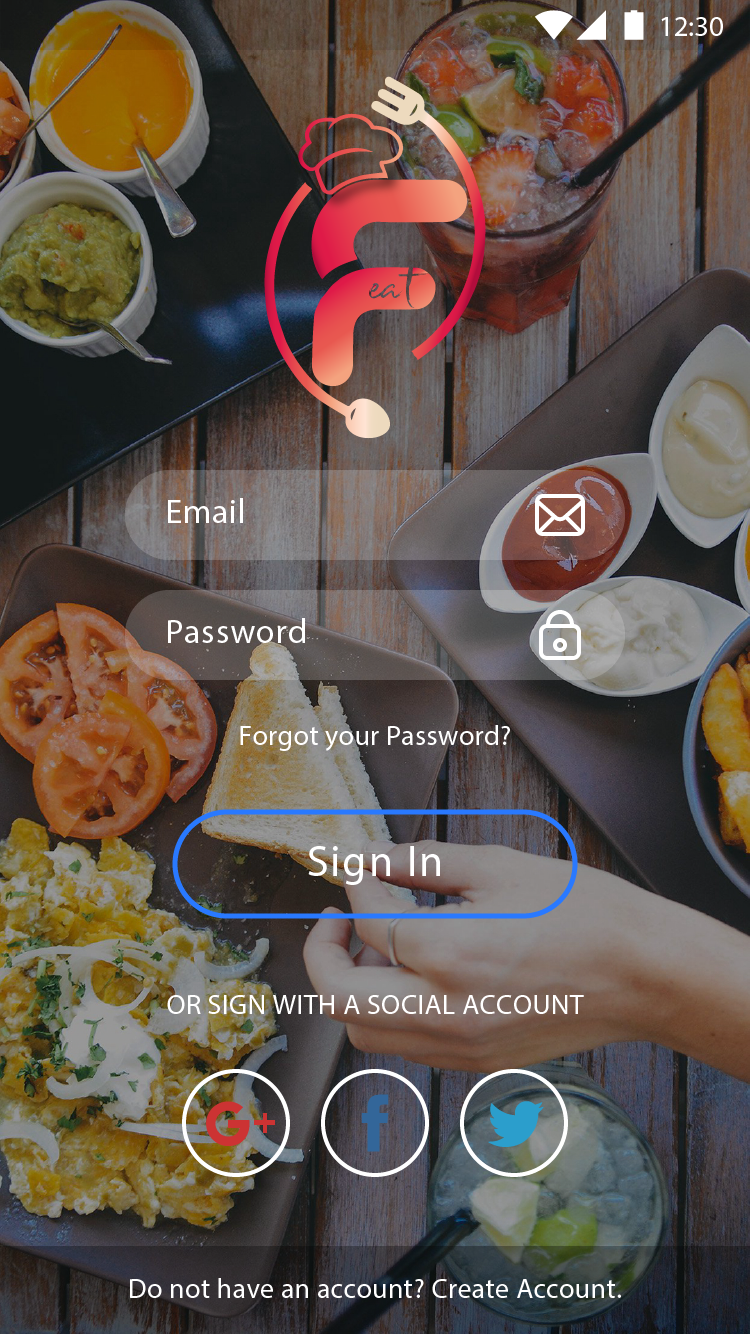 12:30
F
eat
Email
Password
Forgot your Password?
Sign In
OR SIGN WITH A SOCIAL ACCOUNT
G+
f
Do not have an account? Create Account.